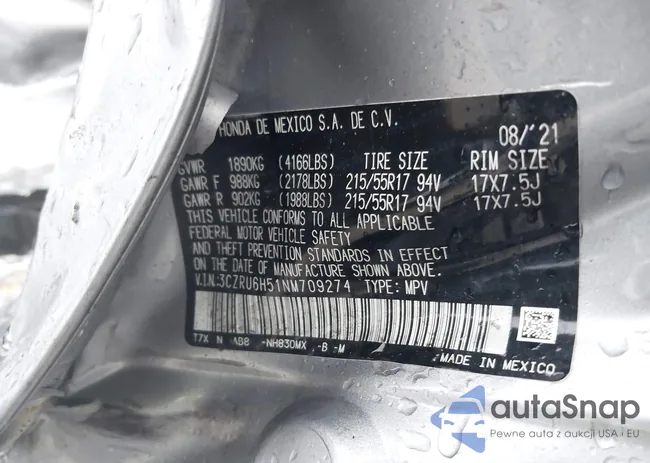 HONDA DE MEXICO S.A. DE C.V. 08/'21
GVWR 1890KG (4166LBS) TIRE SIZE RIM SIZE
GAWR F 988KG (2178LBS) 215/55R17 94V 17X7.5J
GAWR R 902KG (1988LBS) 215/55R17 94V 17X7.5J
THIS VEHICLE CONFORMS TO ALL APPLICABLE
FEDERAL MOTOR VEHICLE SAFETY
AND THEFT PREVENTION STANDARDS IN EFFECT
ON THE DATE OF MANUFACTURE SHOWN ABOVE.
V.I.N.:3CZRU6H51NM709274 TYPE: MPV
T7X N AB8 -NH830MX -B -M
MADE IN MEXICO
autaSnap
Pewne auta z aukcji USA i EU